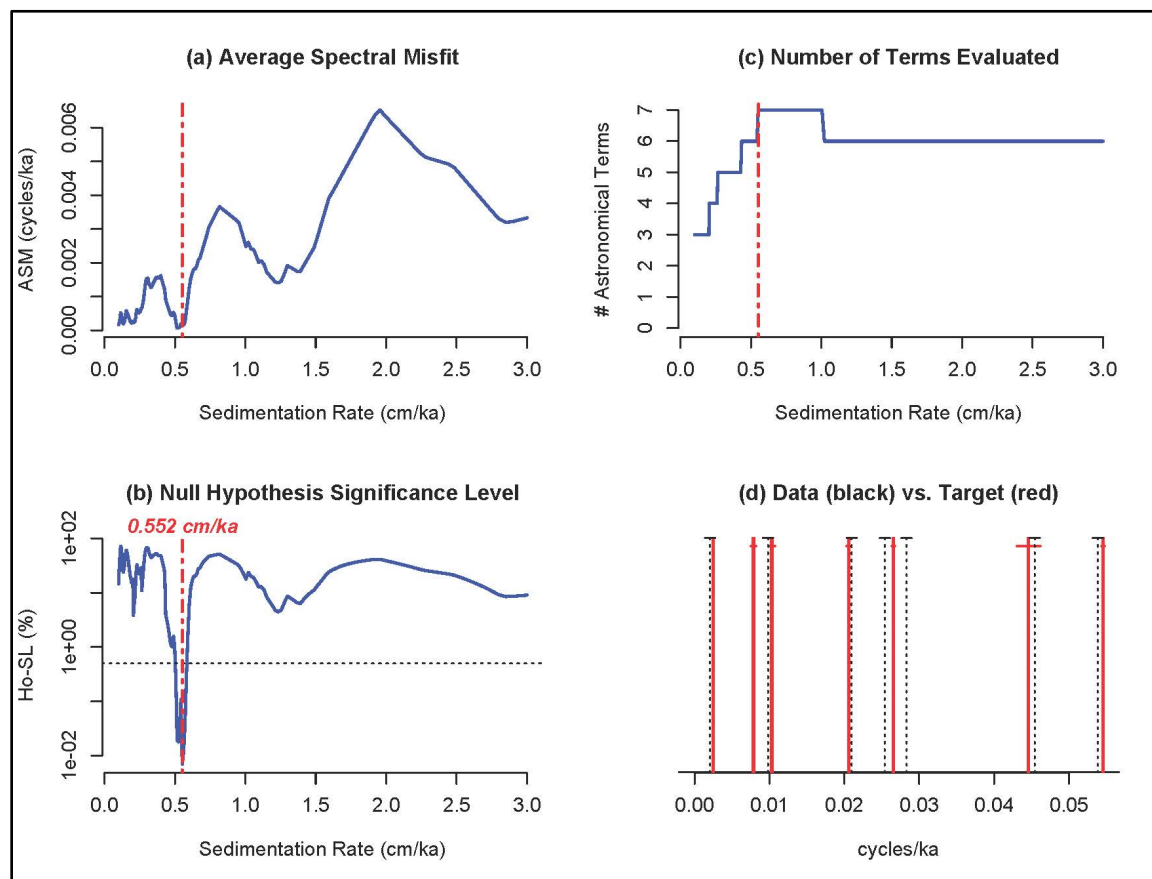 (a) Average Spectral Misfit
ASM (cycles/ka)
0.000 0.002 0.004 0.006
0.0 0.5 1.0 1.5 2.0 2.5 3.0
Sedimentation Rate (cm/ka)
(c) Number of Terms Evaluated
# Astronomical Terms
0 1 2 3 4 5 6 7
0.0 0.5 1.0 1.5 2.0 2.5 3.0
Sedimentation Rate (cm/ka)
(b) Null Hypothesis Significance Level
0.552 cm/ka
Ho-SL (%)
1e-02 1e+00 1e+02
0.0 0.5 1.0 1.5 2.0 2.5 3.0
Sedimentation Rate (cm/ka)
(d) Data (black) vs. Target (red)
0.00 0.01 0.02 0.03 0.04 0.05
cycles/ka